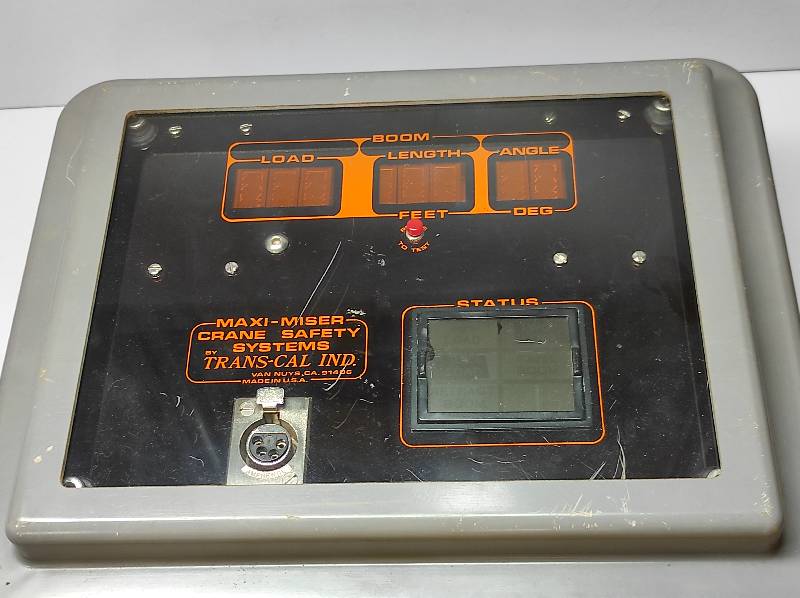 BOOM
LOAD LENGTH ANGLE
FEET DEG
TO TEST
STATUS
MAXI-MISER
CRANE SAFETY
SYSTEMS
BY TRANS-CAL IND.
VAN NUYS, CA. 91406
MADE IN U.S.A.